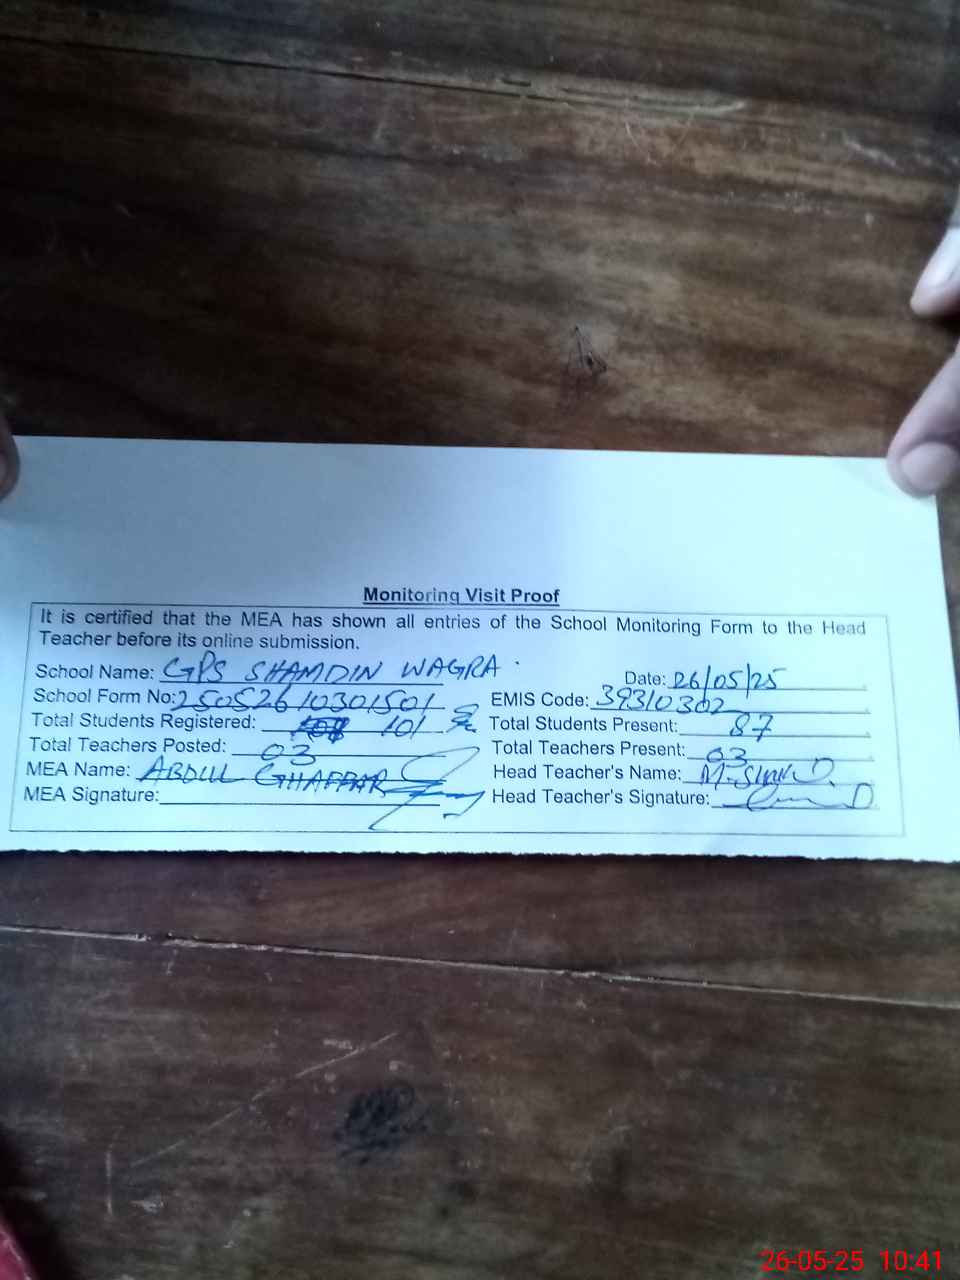 Monitoring Visit Proof
It is certified that the MEA has shown all entries of the School Monitoring Form to the Head
Teacher before its online submission.
School Name: GPS SHAMDIN WAGRA. Date: 26/05/25
School Form No: 25052610301501 EMIS Code: 39310302
Total Students Registered: 101 Total Students Present: 87
Total Teachers Posted: 03 Total Teachers Present: 03
MEA Name: ABDUL GHAFFAR Head Teacher's Name: M.
MEA Signature: Head Teacher's Signature:
26-05-25 10:41